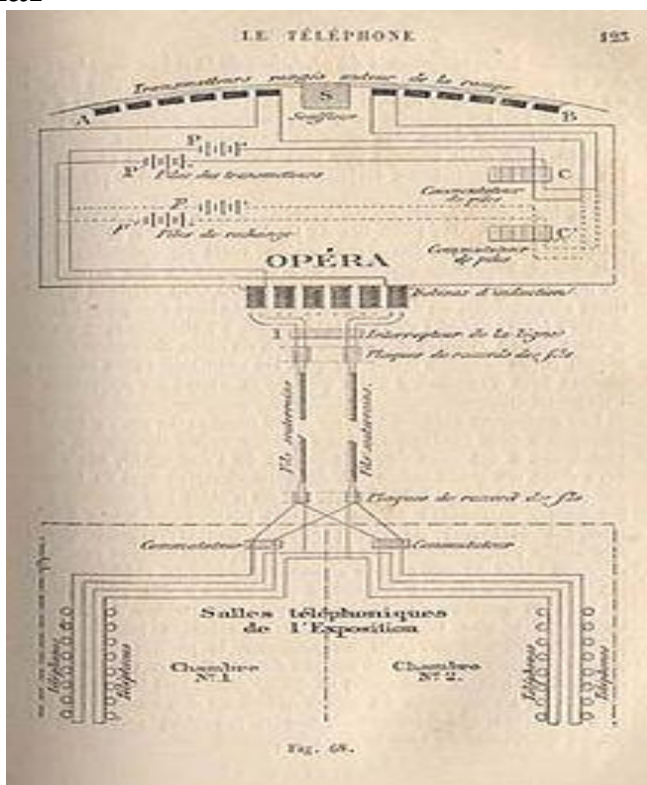 LE TÉLÉPHONE 123
Transmetteurs rangés autour de la rampe
S
A Souffleur B
P
P Piles des transmetteurs C
Commutateur
de piles
P
P' Piles de rechange C'
Commutateur
de piles
OPÉRA
Bobines d'induction
I Interrupteur de la ligne
Plaques de raccords des fils
Fils souterrains Fils souterrains.
Plaques de raccord des fils
Commutateur Commutateur
Salles téléphoniques
de l'Exposition
Téléphones Téléphones Téléphones Téléphones
Chambre Chambre
Nº 1. Nº 2.
Fig. 68.